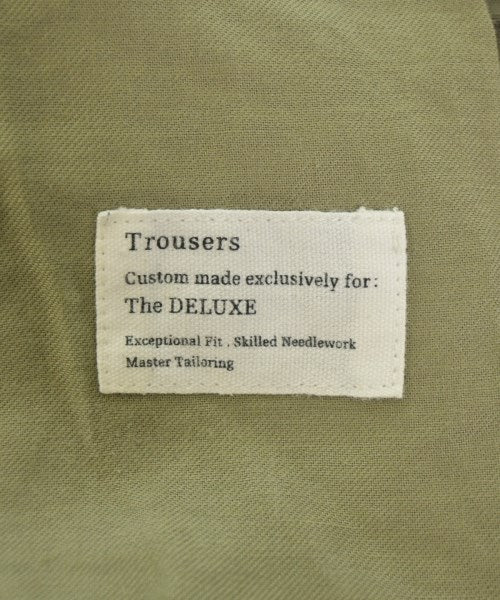 Trousers
Custom made exclusively for:
The DELUXE
Exceptional Fit . Skilled Needlework
Master Tailoring